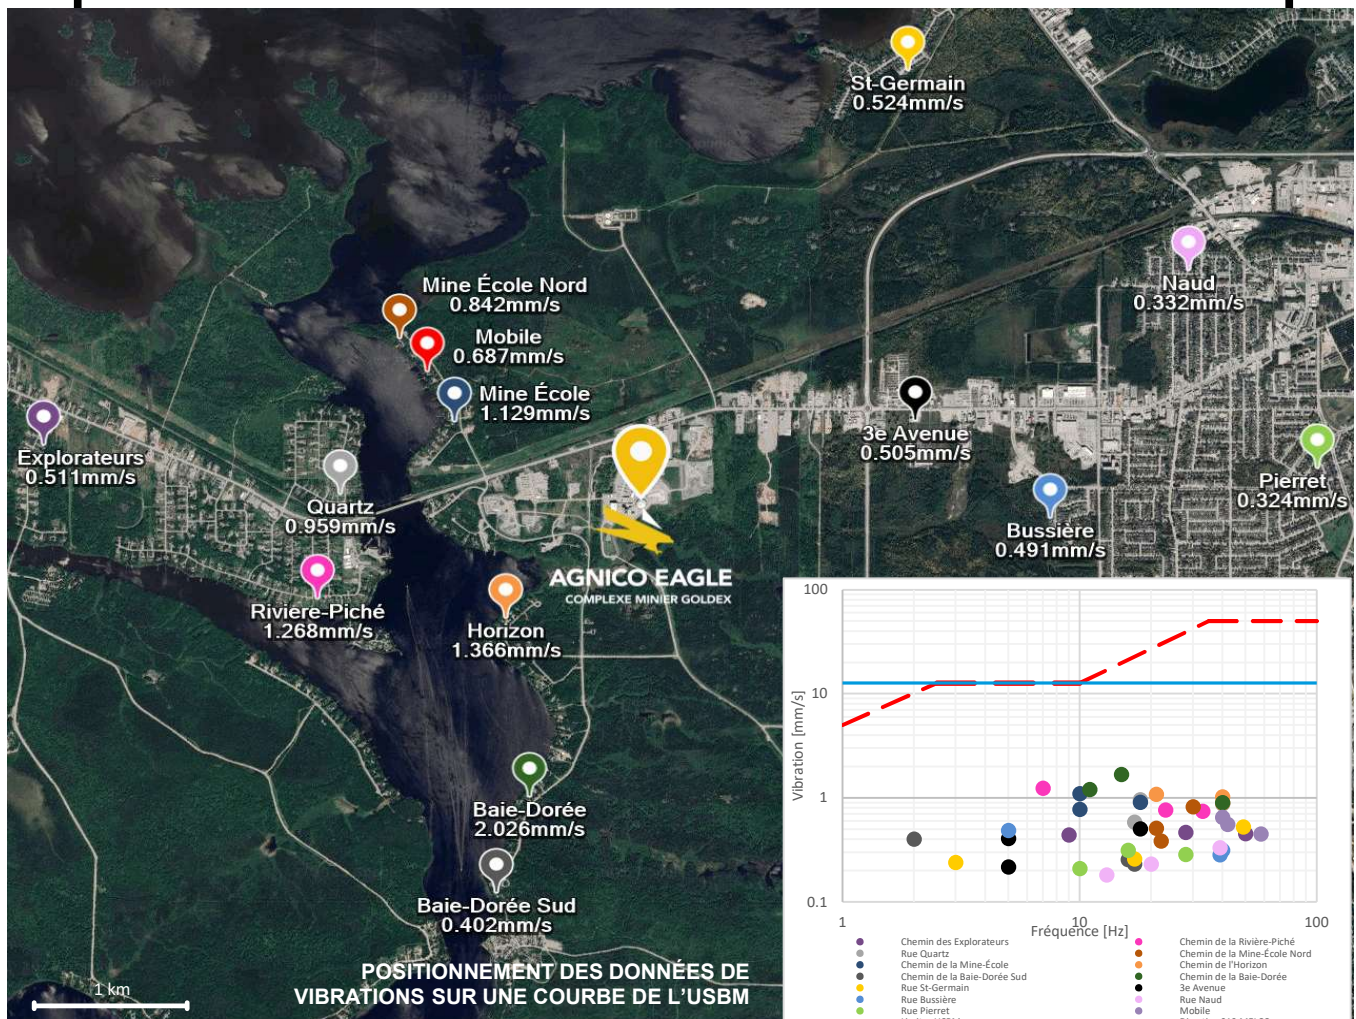 St-Germain
0.524mm/s
Naud
0.332mm/s
Mine École Nord
0.842mm/s
Mobile
0.687mm/s
Mine École
1.129mm/s
Explorateurs
0.511mm/s
Quartz
0.959mm/s
3e Avenue
0.505mm/s
Pierret
0.324mm/s
Bussière
0.491mm/s
AGNICO EAGLE
COMPLEXE MINIER GOLDEX
Riviere-Piché
1.268mm/s
Horizon
1.366mm/s
Baie-Dorée
2.026mm/s
Baie-Dorée Sud
0.402mm/s
POSITIONNEMENT DES DONNÉES DE
VIBRATIONS SUR UNE COURBE DE L'USBM
1 km
100
10
1
0.1
Vibration [mm/s]
1
10
100
Fréquence [Hz]
Chemin des Explorateurs
Chemin de la Rivière-Piché
Rue Quartz
Chemin de la Mine-École Nord
Chemin de la Mine-École
Chemin de l'Horizon
Chemin de la Baie-Dorée Sud
Chemin de la Baie-Dorée
Rue St-Germain
3e Avenue
Rue Bussière
Rue Naud
Rue Pierret
Mobile